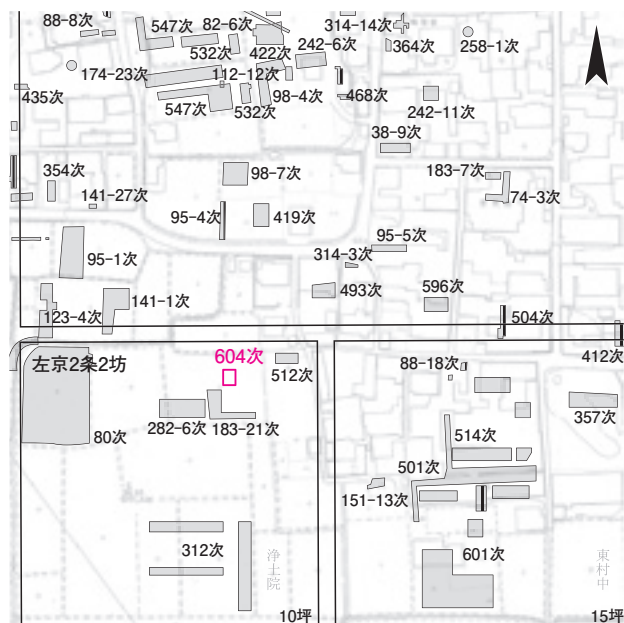 88-8次
547次
82-6次
314-14次
258-1次
532次
422次
242-6次
364次
174-23次
112-12次
435次
547次
532次
98-4次
468次
242-11次
38-9次
354次
98-7次
183-7次
141-27次
74-3次
95-4次
419次
95-5次
95-1次
314-3次
493次
596次
123-4次
141-1次
504次
左京2条2坊
604次
512次
88-18次
412次
80次
282-6次
183-21次
357次
514次
501次
151-13次
312次
浄土院
601次
東村中
10坪
15坪